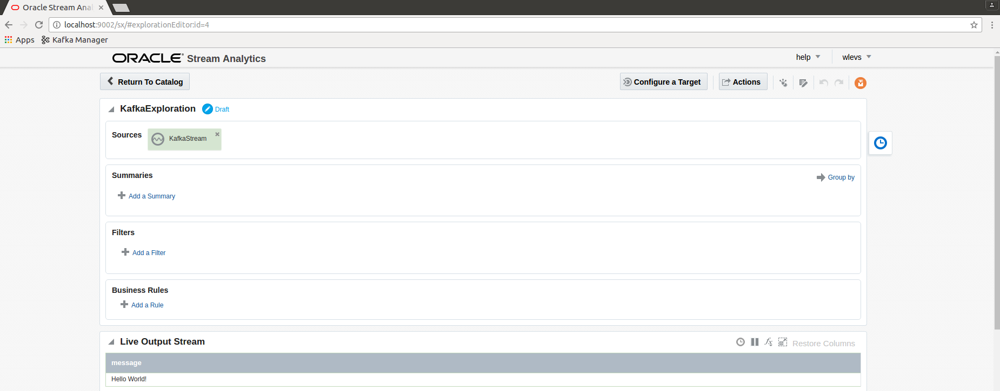 Oracle Stream Anal
localhost:9002/sx/#explorationEditor:id=4
Apps Kafka Manager
ORACLE Stream Analytics help wlevs
Return To Catalog Configure a Target Actions
KafkaExploration Draft
Sources KafkaStream
Summaries Group by
Add a Summary
Filters
Add a Filter
Business Rules
Add a Rule
Live Output Stream Restore Columns
message
Hello World!